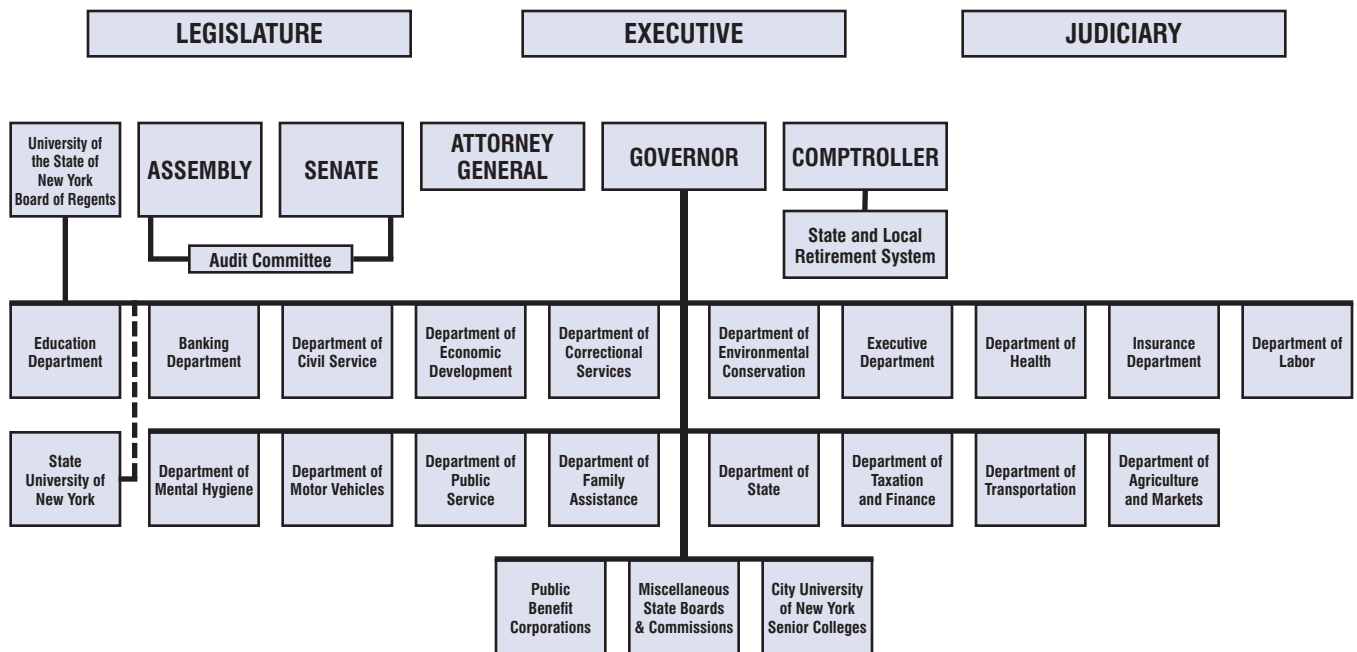 LEGISLATURE
EXECUTIVE
JUDICIARY
University of
the State of
New York
Board of Regents
ASSEMBLY
SENATE
ATTORNEY
GENERAL
GOVERNOR
COMPTROLLER
Audit Committee
State and Local
Retirement System
Education
Department
Banking
Department
Department of
Civil Service
Department of
Economic
Development
Department of
Correctional
Services
Department of
Environmental
Conservation
Executive
Department
Department of
Health
Insurance
Department
Department of
Labor
State
University of
New York
Department of
Mental Hygiene
Department of
Motor Vehicles
Department of
Public
Service
Department of
Family
Assistance
Department of
State
Department of
Taxation
and Finance
Department of
Transportation
Department of
Agriculture
and Markets
Public
Benefit
Corporations
Miscellaneous
State Boards
& Commissions
City University
of New York
Senior Colleges